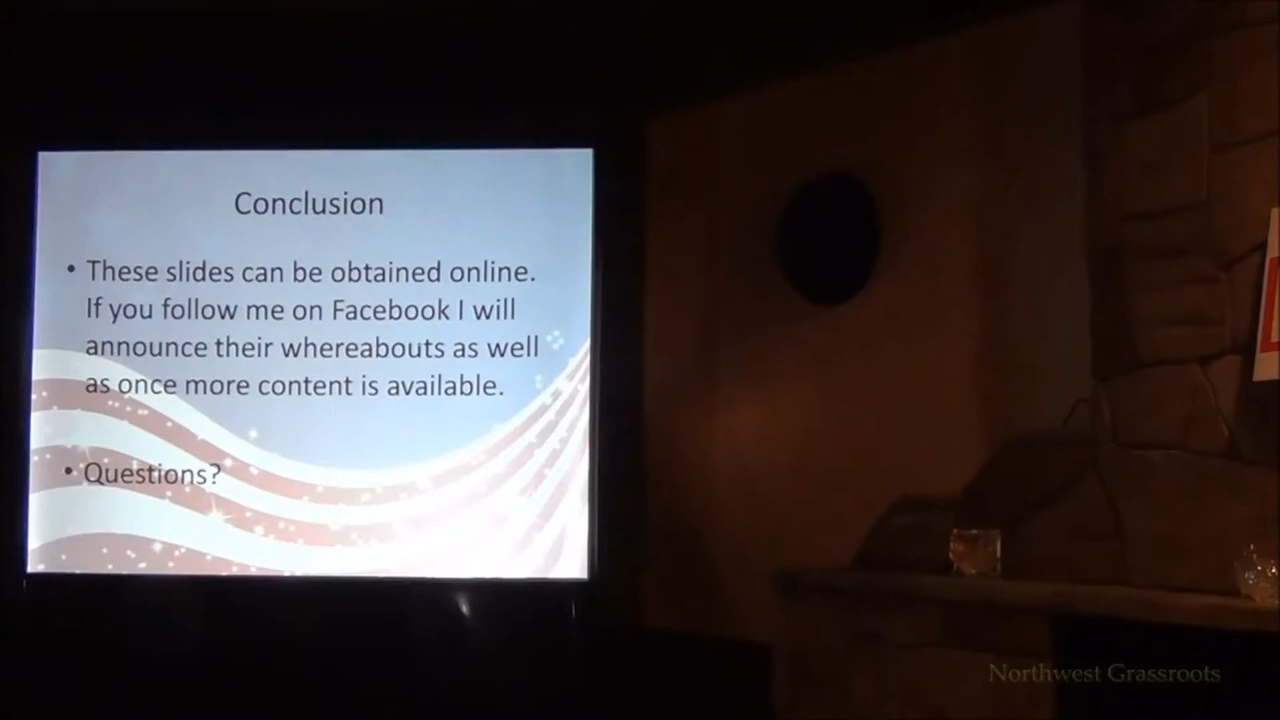 Conclusion
• These slides can be obtained online.
If you follow me on Facebook I will
announce their whereabouts as well
as once more content is available.
• Questions?
Northwest Grassroots